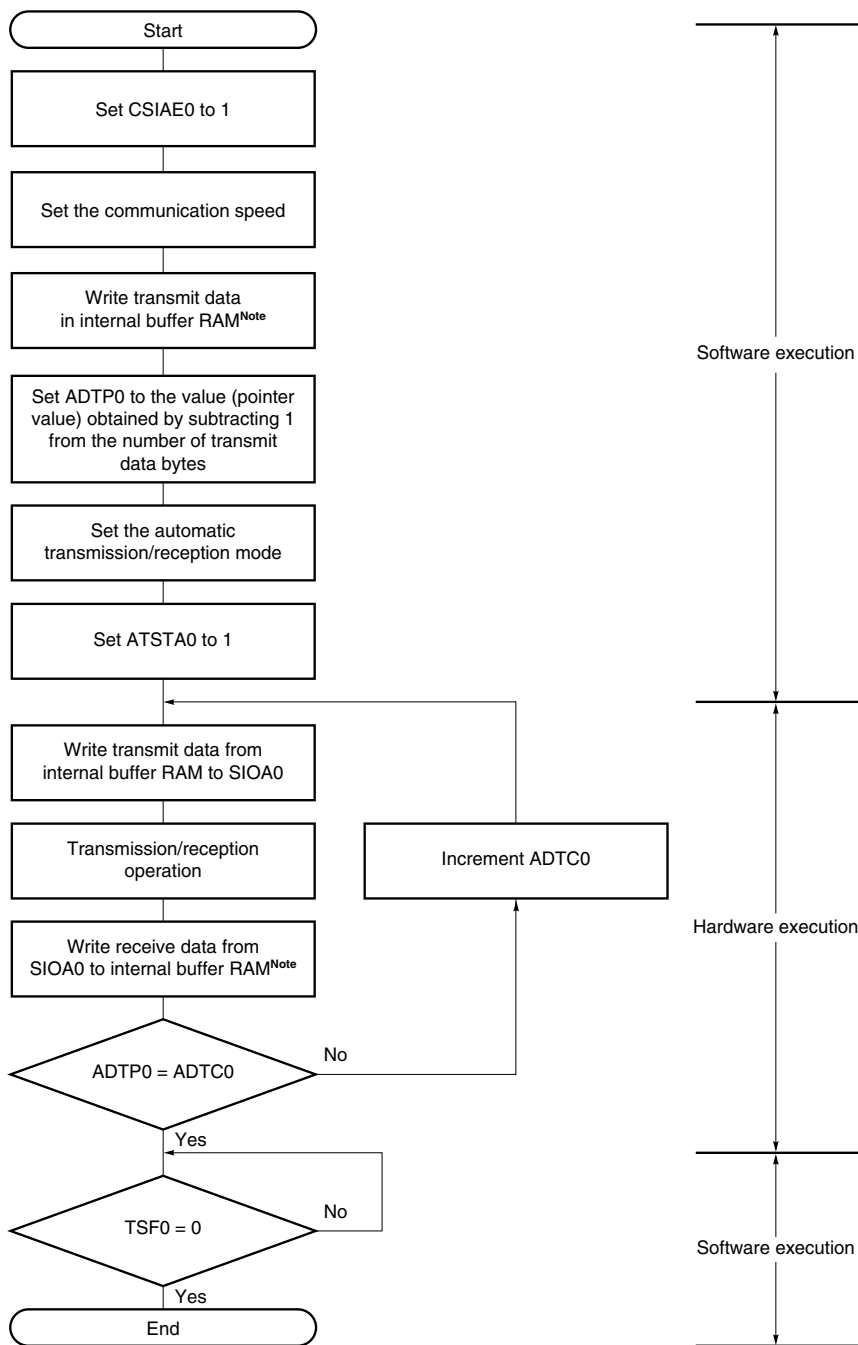 Start
Set CSIAE0 to 1
Set the communication speed
Write transmit data
in internal buffer RAMNote
Set ADTP0 to the value (pointer
value) obtained by subtracting 1
from the number of transmit
data bytes
Set the automatic
transmission/reception mode
Set ATSTA0 to 1
Software execution
Write transmit data from
internal buffer RAM to SIOA0
Transmission/reception
operation
Increment ADTC0
Write receive data from
SIOA0 to internal buffer RAMNote
Hardware execution
ADTP0 = ADTC0
No
Yes
TSF0 = 0
No
Yes
Software execution
End